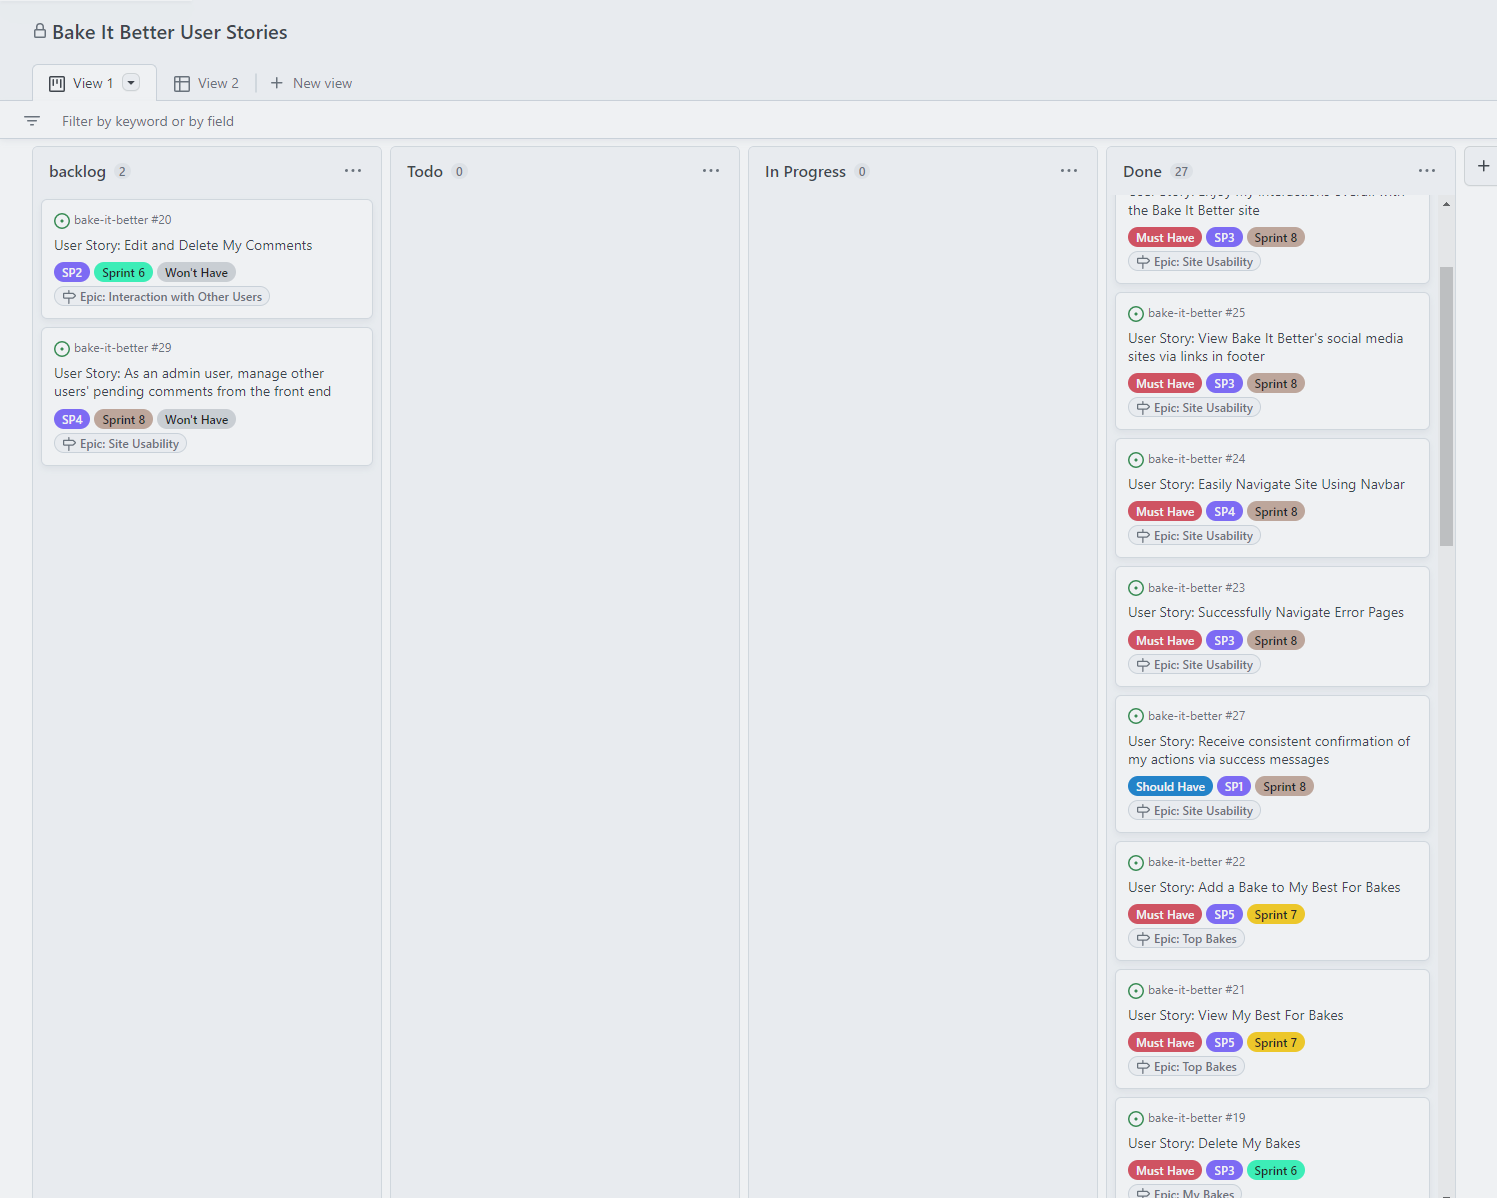 Bake It Better User Stories
View 1
View 2
New view
Filter by keyword or by field
backlog 2
bake-it-better #20
User Story: Edit and Delete My Comments
SP2 Sprint 6 Won't Have
Epic: Interaction with Other Users
bake-it-better #29
User Story: As an admin user, manage other
users' pending comments from the front end
SP4 Sprint 8 Won't Have
Epic: Site Usability
Todo 0
In Progress 0
Done 27
User Story: Enjoy my interactions overall with
the Bake It Better site
Must Have SP3 Sprint 8
Epic: Site Usability
bake-it-better #25
User Story: View Bake It Better's social media
sites via links in footer
Must Have SP3 Sprint 8
Epic: Site Usability
bake-it-better #24
User Story: Easily Navigate Site Using Navbar
Must Have SP4 Sprint 8
Epic: Site Usability
bake-it-better #23
User Story: Successfully Navigate Error Pages
Must Have SP3 Sprint 8
Epic: Site Usability
bake-it-better #27
User Story: Receive consistent confirmation of
my actions via success messages
Should Have SP1 Sprint 8
Epic: Site Usability
bake-it-better #22
User Story: Add a Bake to My Best For Bakes
Must Have SP5 Sprint 7
Epic: Top Bakes
bake-it-better #21
User Story: View My Best For Bakes
Must Have SP5 Sprint 7
Epic: Top Bakes
bake-it-better #19
User Story: Delete My Bakes
Must Have SP3 Sprint 6
Epic: My Bakes